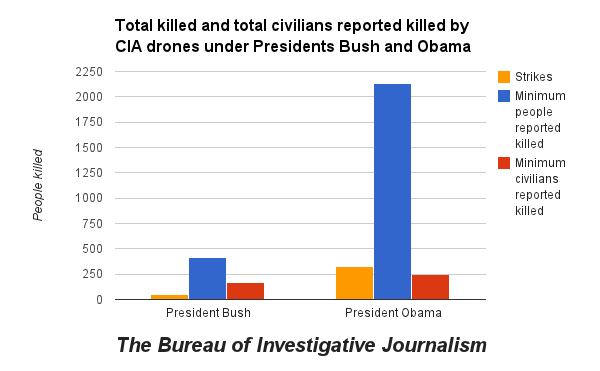 Total killed and total civilians reported killed by
CIA drones under Presidents Bush and Obama
2250
2000
1750
1500
1250
1000
750
500
250
0
People killed
President Bush
President Obama
Strikes
Minimum
people
reported
killed
Minimum
civilians
reported
killed
The Bureau of Investigative Journalism